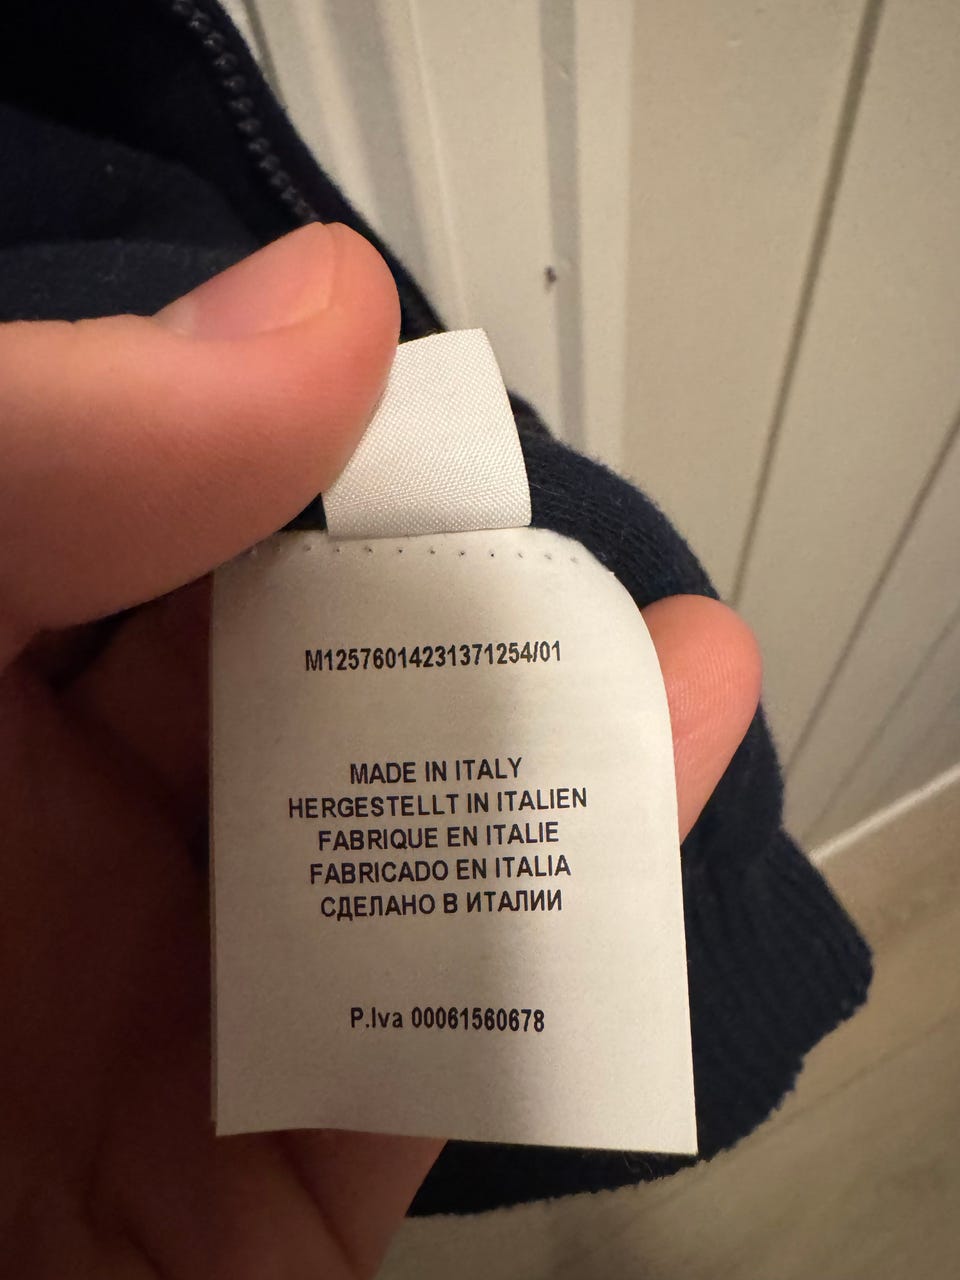 M12576014231371254/01
MADE IN ITALY
HERGESTELLT IN ITALIEN
FABRIQUE EN ITALIE
FABRICADO EN ITALIA
СДЕЛАНО В ИТАЛИИ
P.Iva 00061560678